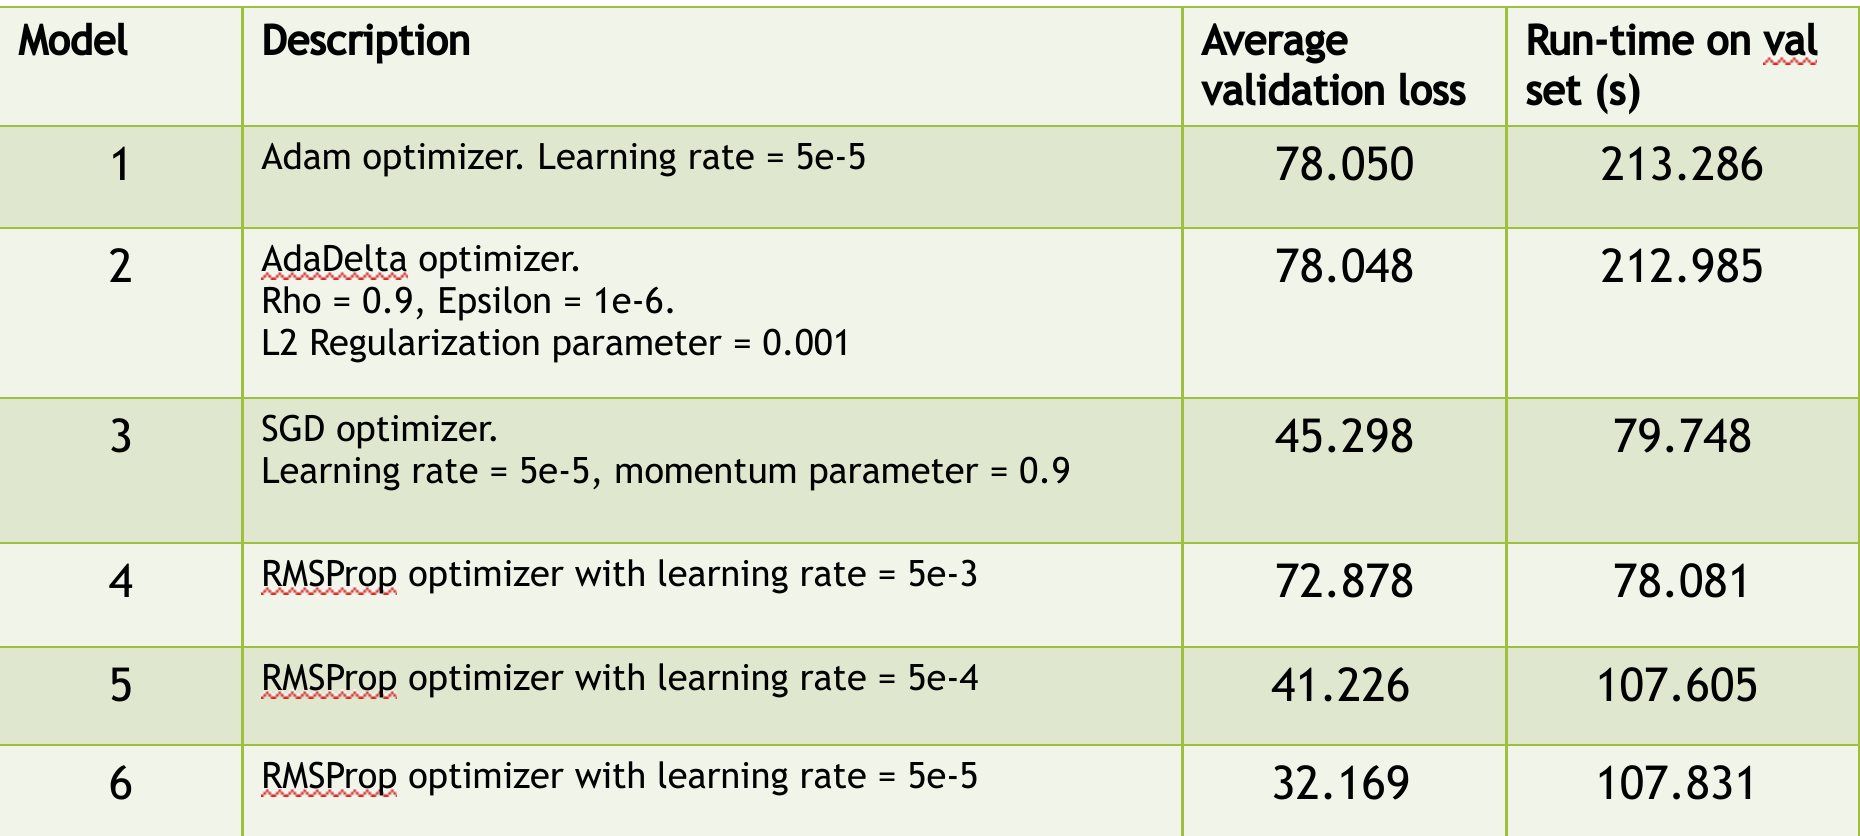 Model
Description
Average
validation loss
Run-time on val
set (s)
1
Adam optimizer. Learning rate = 5e-5
78.050
213.286
2
AdaDelta optimizer.
Rho = 0.9, Epsilon = 1e-6.
L2 Regularization parameter = 0.001
78.048
212.985
3
SGD optimizer.
Learning rate = 5e-5, momentum parameter = 0.9
45.298
79.748
4
RMSProp optimizer with learning rate = 5e-3
72.878
78.081
5
RMSProp optimizer with learning rate = 5e-4
41.226
107.605
6
RMSProp optimizer with learning rate = 5e-5
32.169
107.831